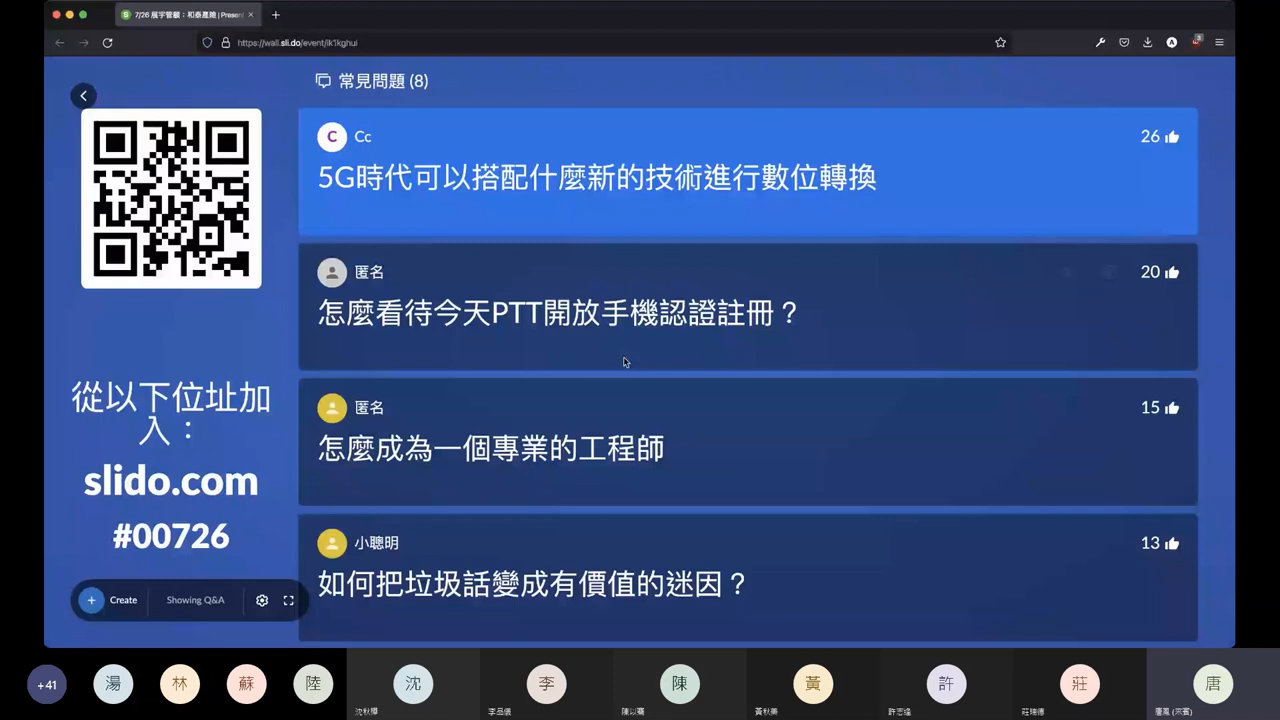 7/26 展宇管顧:和泰產險 | Present
https://wall.sli.do/event/ik1kghui
常見問題 (8)
C Cc 26
5G時代可以搭配什麼新的技術進行數位轉換
匿名 20
怎麼看待今天PTT開放手機認證註冊?
匿名 15
怎麼成為一個專業的工程師
小聰明 13
如何把垃圾話變成有價值的迷因?
從以下位址加
入:
slido.com
#00726
Create Showing Q&A
+41 湯 林 蘇 陸 沈 李 陳 黃 許 莊 唐
唐鳳 (來賓)